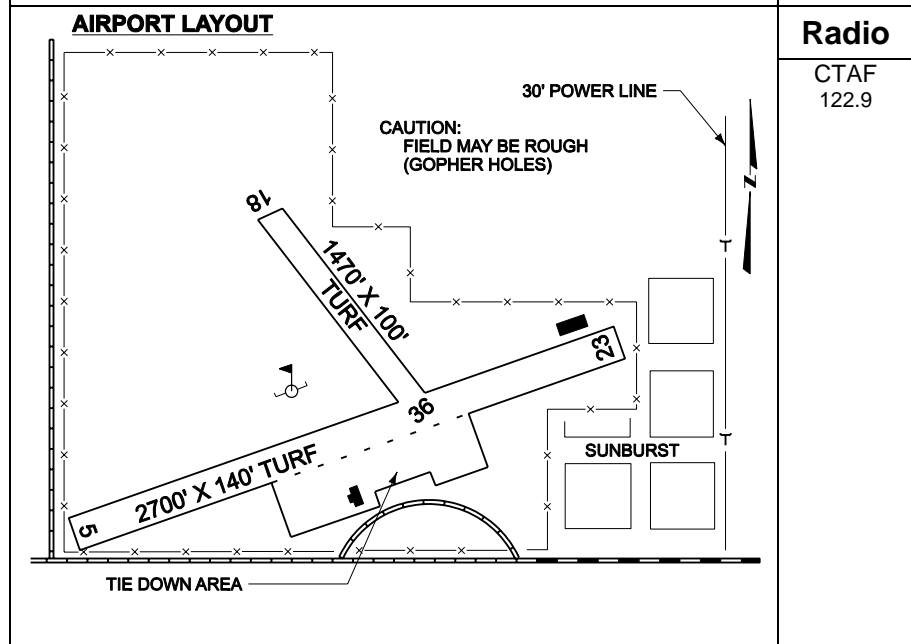 AIRPORT LAYOUT
Radio
CTAF
122.9
30' POWER LINE
CAUTION:
FIELD MAY BE ROUGH
(GOPHER HOLES)
N
18
1470' X 100'
TURF
23
36
SUNBURST
2700' X 140' TURF
5
TIE DOWN AREA